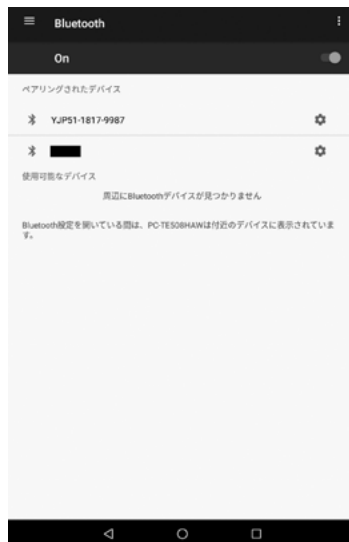 Bluetooth
On
ペアリングされたデバイス
YJP51-1817-9987
使用可能なデバイス
周辺にBluetoothデバイスが見つかりません
Bluetooth設定を開いている間は、PC-TE508HAWは付近のデバイスに表示されていま
す。